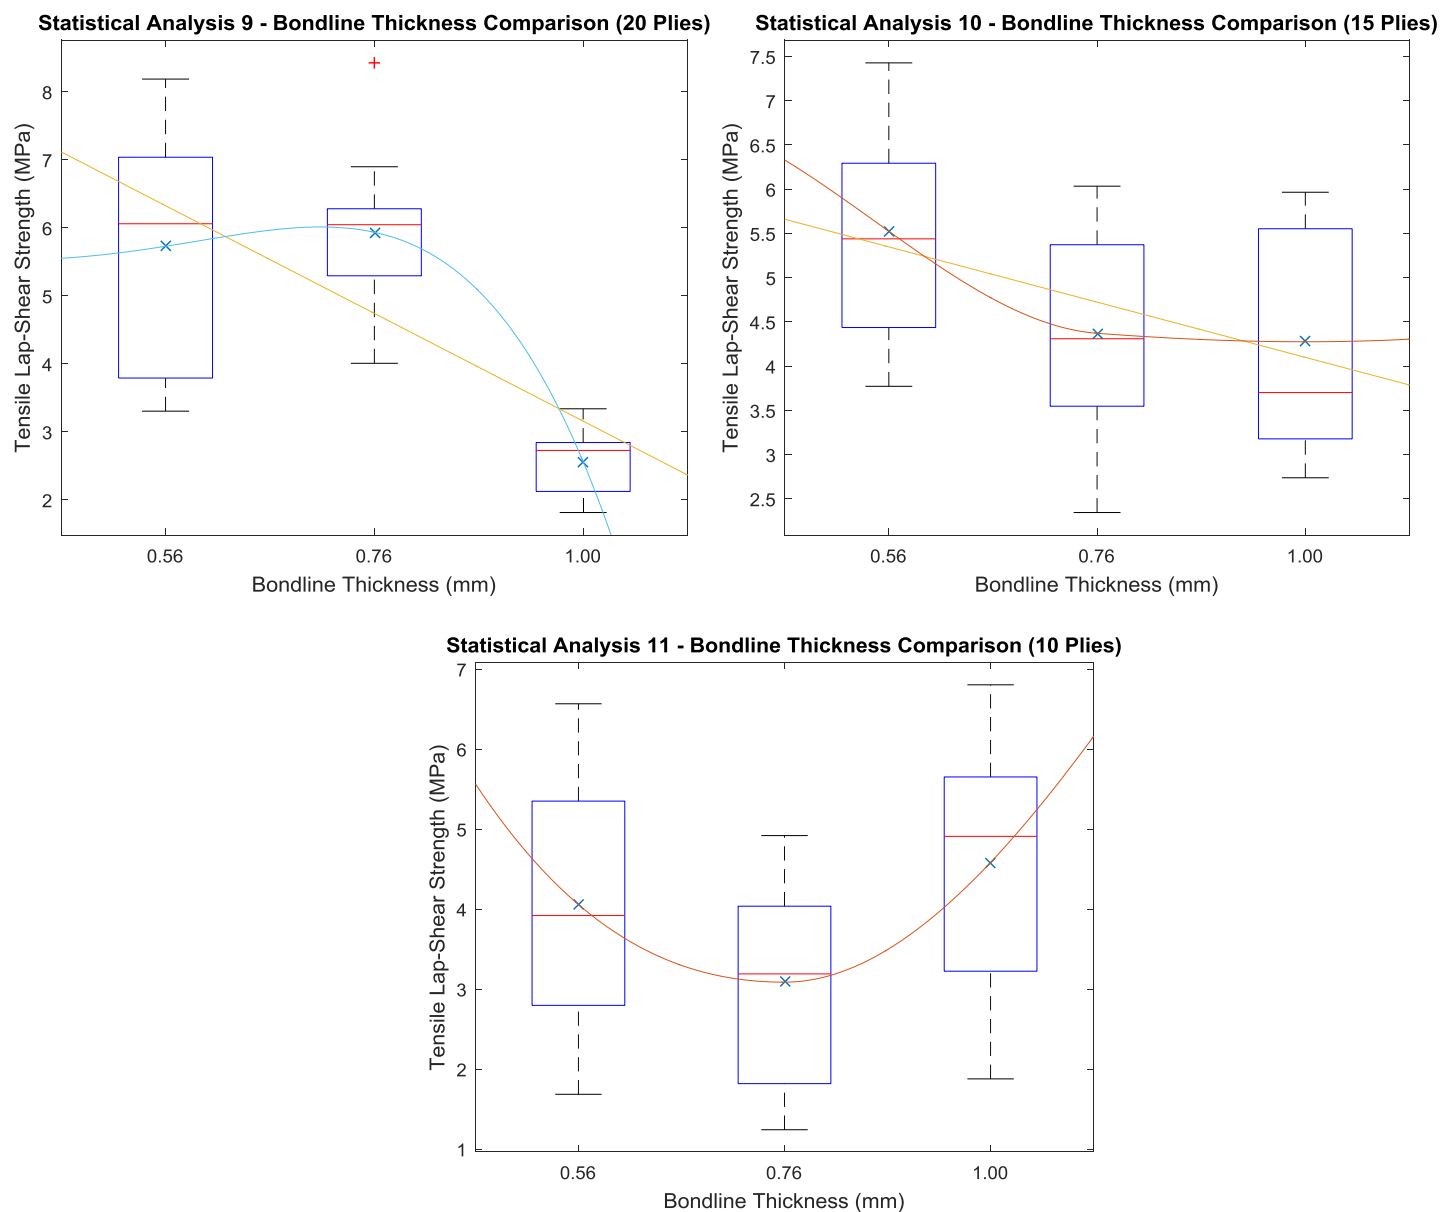 Statistical Analysis 9 - Bondline Thickness Comparison (20 Plies)
Tensile Lap-Shear Strength (MPa)
8
7
6
5
4
3
2
0.56 0.76 1.00
Bondline Thickness (mm)
Statistical Analysis 10 - Bondline Thickness Comparison (15 Plies)
Tensile Lap-Shear Strength (MPa)
7.5
7
6.5
6
5.5
5
4.5
4
3.5
3
2.5
0.56 0.76 1.00
Bondline Thickness (mm)
Statistical Analysis 11 - Bondline Thickness Comparison (10 Plies)
Tensile Lap-Shear Strength (MPa)
7
6
5
4
3
2
1
0.56 0.76 1.00
Bondline Thickness (mm)